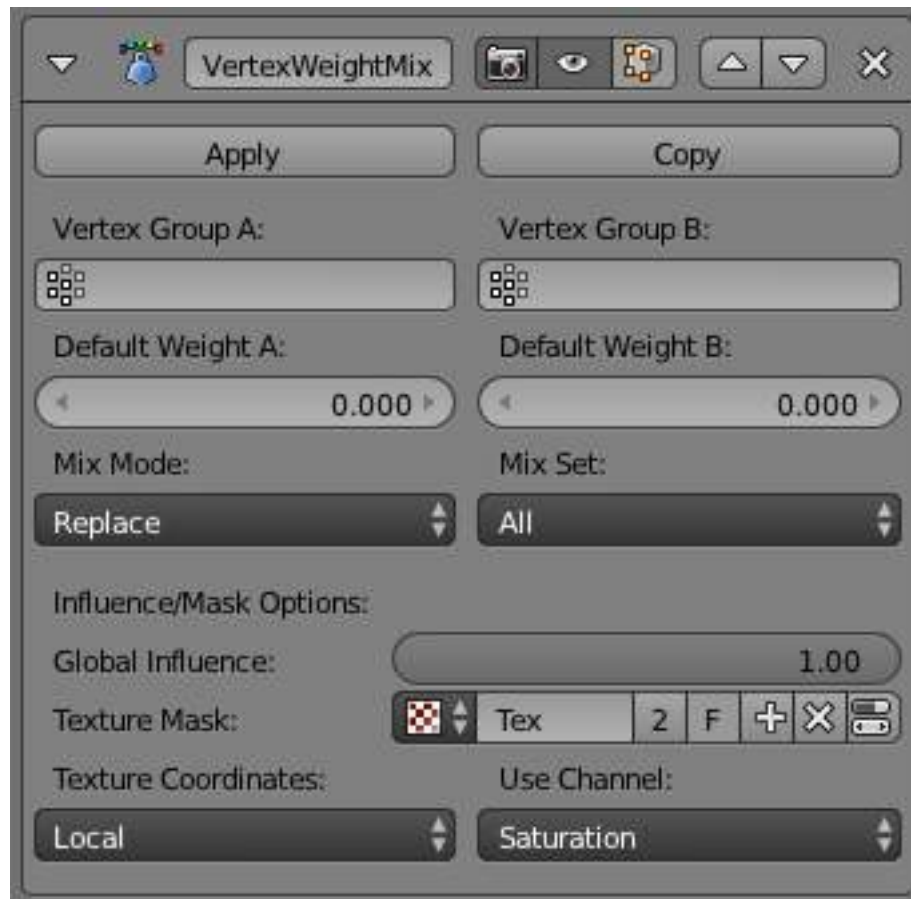 VertexWeightMix
Apply Copy
Vertex Group A: Vertex Group B:
Default Weight A: Default Weight B:
0.000 0.000
Mix Mode: Mix Set:
Replace All
Influence/Mask Options:
Global Influence: 1.00
Texture Mask: Tex 2 F
Texture Coordinates: Use Channel:
Local Saturation